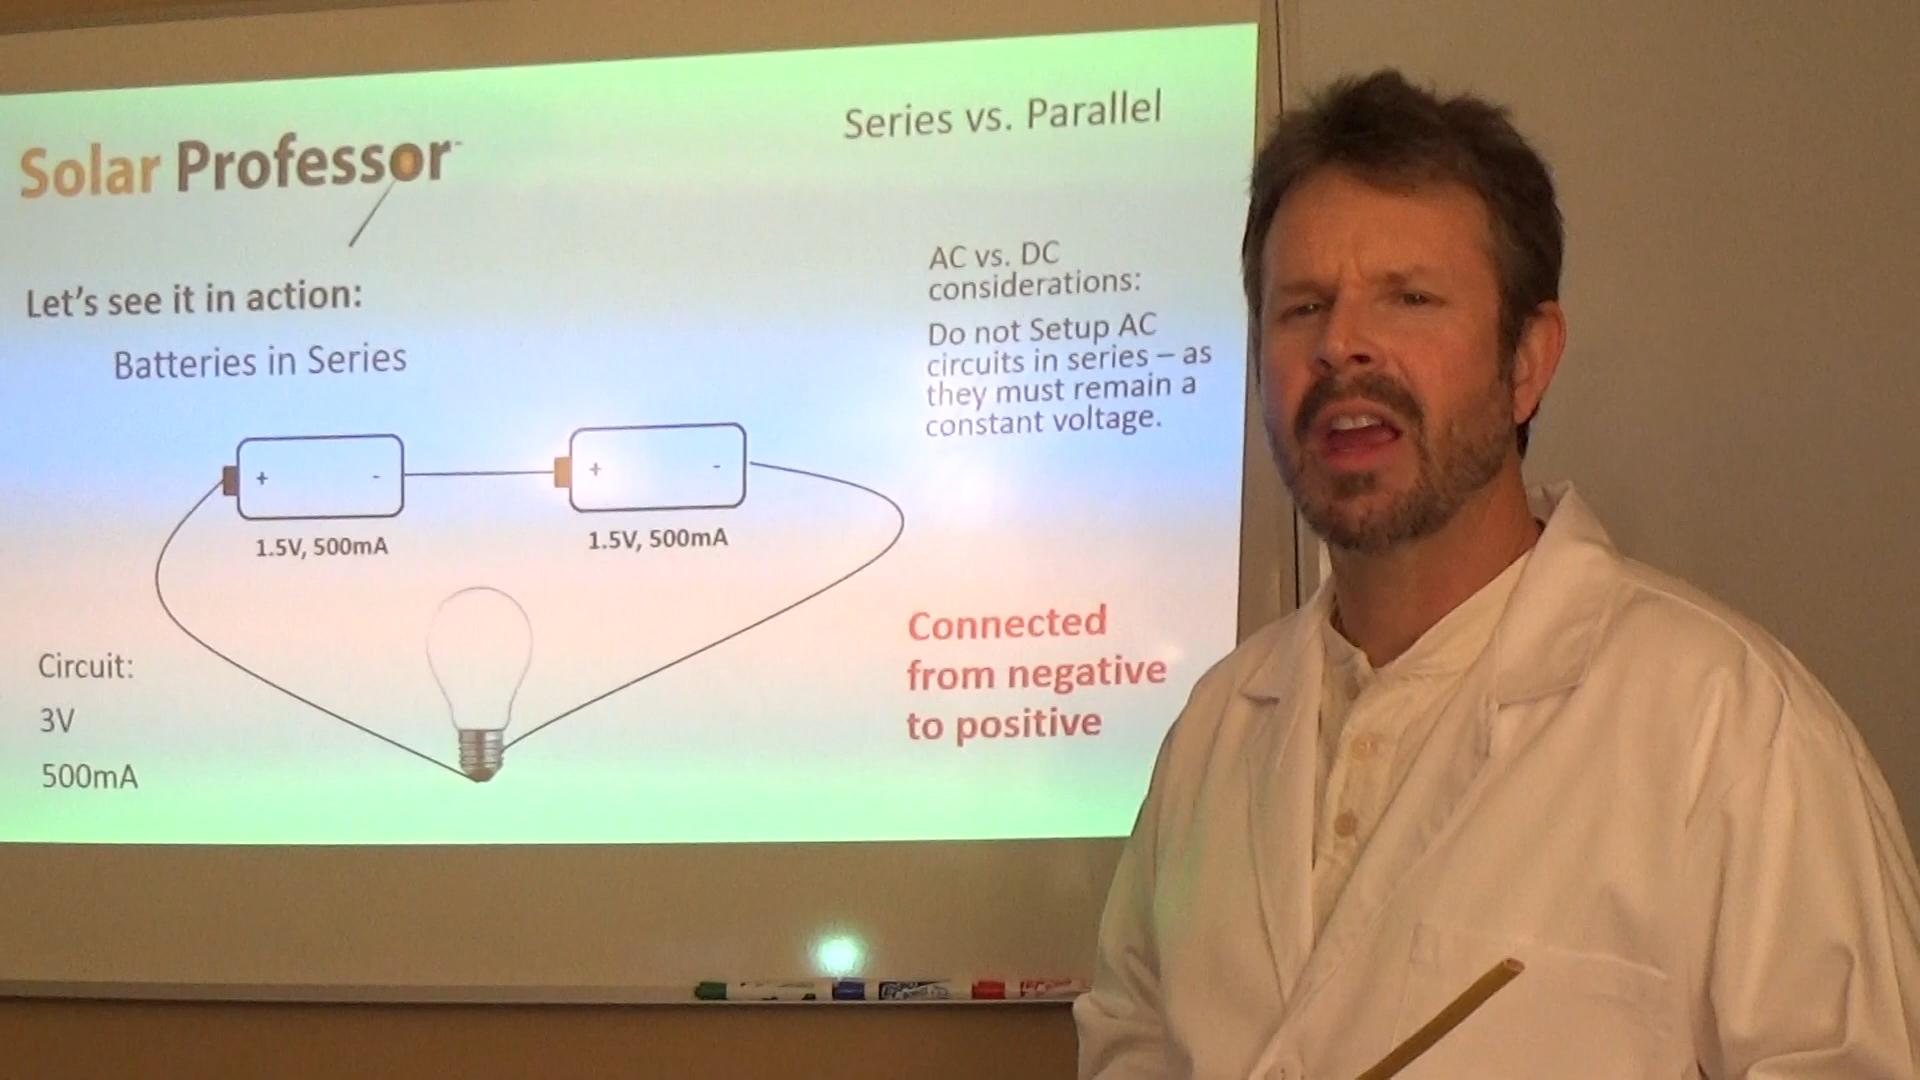 Series vs. Parallel
Solar Professor
Let's see it in action:
Batteries in Series
AC vs. DC
considerations:
Do not Setup AC
circuits in series – as
they must remain a
constant voltage.
+ -
+ -
1.5V, 500mA
1.5V, 500mA
Circuit:
3V
500mA
Connected
from negative
to positive